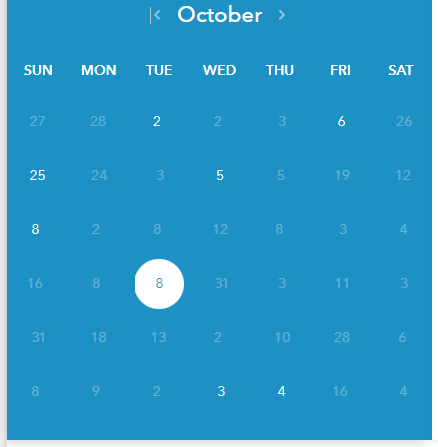 October
SUN MON TUE WED THU FRI SAT
27 28 2 2 3 6 26
25 24 3 5 5 19 12
8 2 8 12 8 3 4
16 8 8 31 3 11 3
31 18 13 2 10 28 6
8 9 2 3 4 16 4